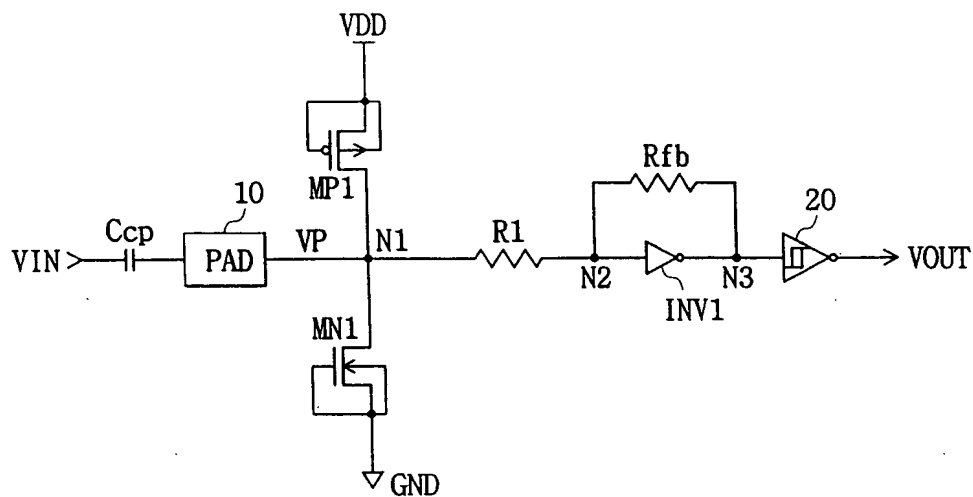 VDD
MP1
Rfb
10
20
Ccp
VIN
PAD
VP
N1
R1
N2
N3
VOUT
INV1
MN1
GND